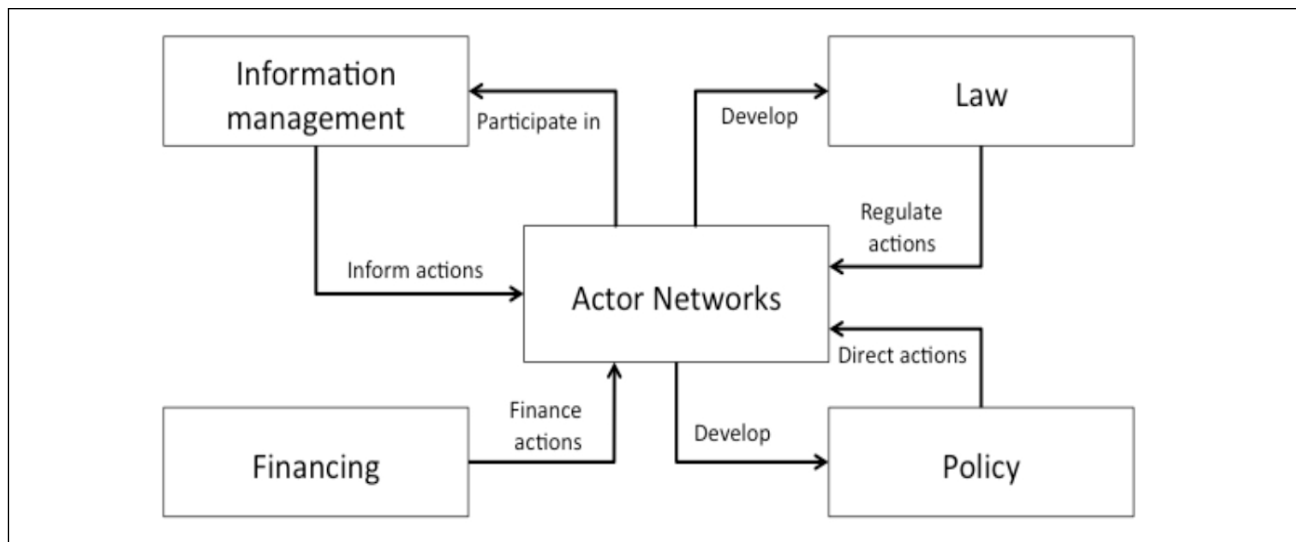 Information
management
Participate in
Develop
Law
Regulate
actions
Inform actions
Actor Networks
Direct actions
Finance
actions
Develop
Financing
Policy